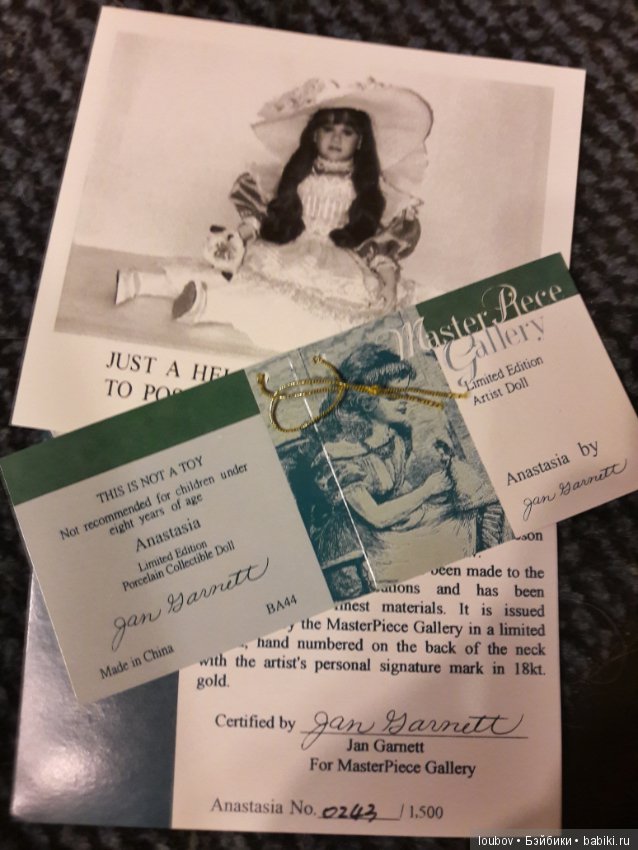 JUST A
TO
MasterPiece
Gallery
Limited Edition
Artist Doll
Anastasia by
Jan Garnett
THIS IS NOT A TOY
Not recommended for children under
eight years of age
Anastasia
Limited Edition
Porcelain Collectible Doll
Jan Garnett
BA44
Made in China
been made to the
and has been
materials. It is issued
the MasterPiece Gallery in a limited
hand numbered on the back of the neck
with the artist's personal signature mark in 18kt.
gold.
Certified by Jan Garnett
Jan Garnett
For MasterPiece Gallery
Anastasia No. 0243 /1,500
loubov • Бэйбики • babiki.ru